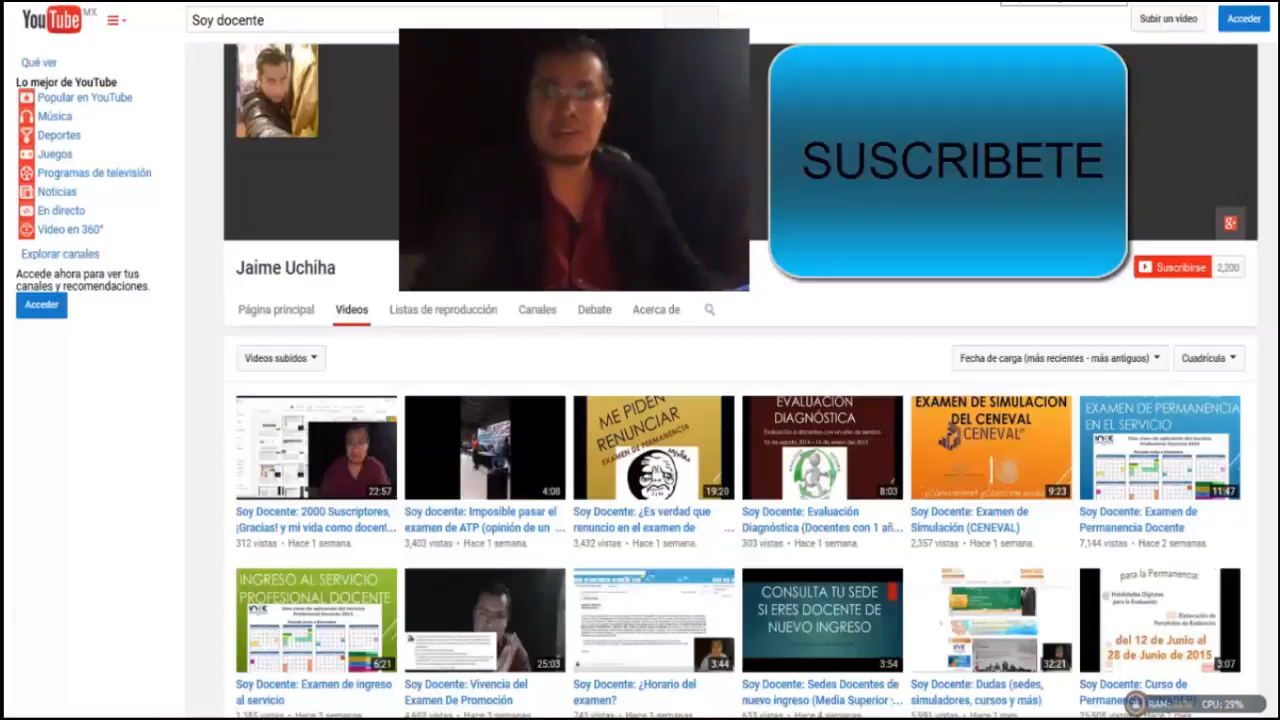 YouTube MX
Soy docente
Subir un video
Acceder
Qué ver
Lo mejor de YouTube
Popular en YouTube
Música
Deportes
Juegos
Programas de televisión
Noticias
En directo
Video en 360°
Explorar canales
Accede ahora para ver tus
canales y recomendaciones.
Acceder
SUSCRIBETE
Jaime Uchiha
Suscribirse 2,200
Página principal Videos Listas de reproducción Canales Debate Acerca de
Videos subidos
Fecha de carga (más recientes - más antiguos)
Cuadrícula
22:57
4:08
ME PIDEN
RENUNCIAR
EXAMEN DE PERMANENCIA
19:20
EVALUACIÓN
DIAGNÓSTICA
8:03
EXAMEN DE SIMULACIÓN
DEL CENEVAL
CENEVAL
9:23
EXAMEN DE PERMANENCIA
EN EL SERVICIO
11:47
Soy Docente: 2000 Suscriptores,
¡Gracias! y mi vida como docent...
312 vistas • Hace 1 semana.
Soy docente: Imposible pasar el
examen de ATP (opinión de un ...
3,403 vistas • Hace 1 semana.
Soy Docente: ¿Es verdad que
renuncio en el examen de ...
3,432 vistas • Hace 1 semana.
Soy Docente: Evaluación
Diagnóstica (Docentes con 1 añ...
303 vistas • Hace 1 semana.
Soy Docente: Examen de
Simulación (CENEVAL)
2,357 vistas • Hace 1 semana.
Soy Docente: Examen de
Permanencia Docente
7,144 vistas • Hace 2 semanas.
INGRESO AL SERVICIO
PROFESIONAL DOCENTE
6:21
25:03
3:44
CONSULTA TU SEDE
SI ERES DOCENTE DE
NUEVO INGRESO
3:54
32:21
para la Permanencia:
Habilidades Digitales
para la Evaluación
Elaboración de
Portafolios de Evidencia
del 12 de Junio al
28 de Junio de 2015
3:07
Soy Docente: Examen de ingreso
al servicio
Soy Docente: Vivencia del
Examen De Promoción
Soy Docente: ¿Horario del
examen?
Soy Docente: Sedes Docentes de
nuevo ingreso (Media Superior ...
Soy Docente: Dudas (sedes,
simuladores, cursos y más)
Soy Docente: Curso de
CPU: 29%